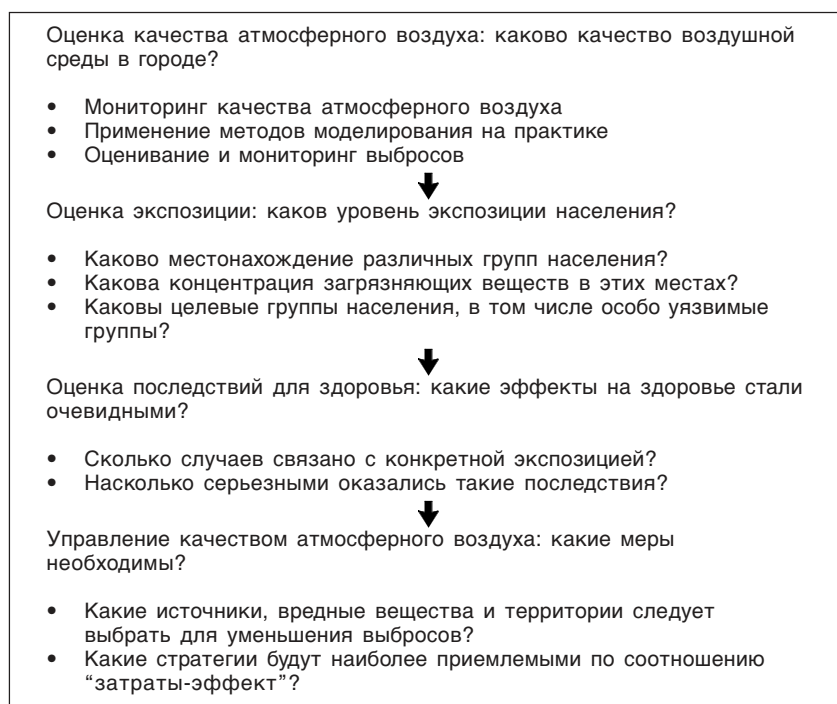 Оценка качества атмосферного воздуха: каково качество воздушной
среды в городе?
• Мониторинг качества атмосферного воздуха
• Применение методов моделирования на практике
• Оценивание и мониторинг выбросов
Оценка экспозиции: каков уровень экспозиции населения?
• Каково местонахождение различных групп населения?
• Какова концентрация загрязняющих веществ в этих местах?
• Каковы целевые группы населения, в том числе особо уязвимые
группы?
Оценка последствий для здоровья: какие эффекты на здоровье стали
очевидными?
• Сколько случаев связано с конкретной экспозицией?
• Насколько серьезными оказались такие последствия?
Управление качеством атмосферного воздуха: какие меры
необходимы?
• Какие источники, вредные вещества и территории следует
выбрать для уменьшения выбросов?
• Какие стратегии будут наиболее приемлемыми по соотношению
“затраты-эффект”?